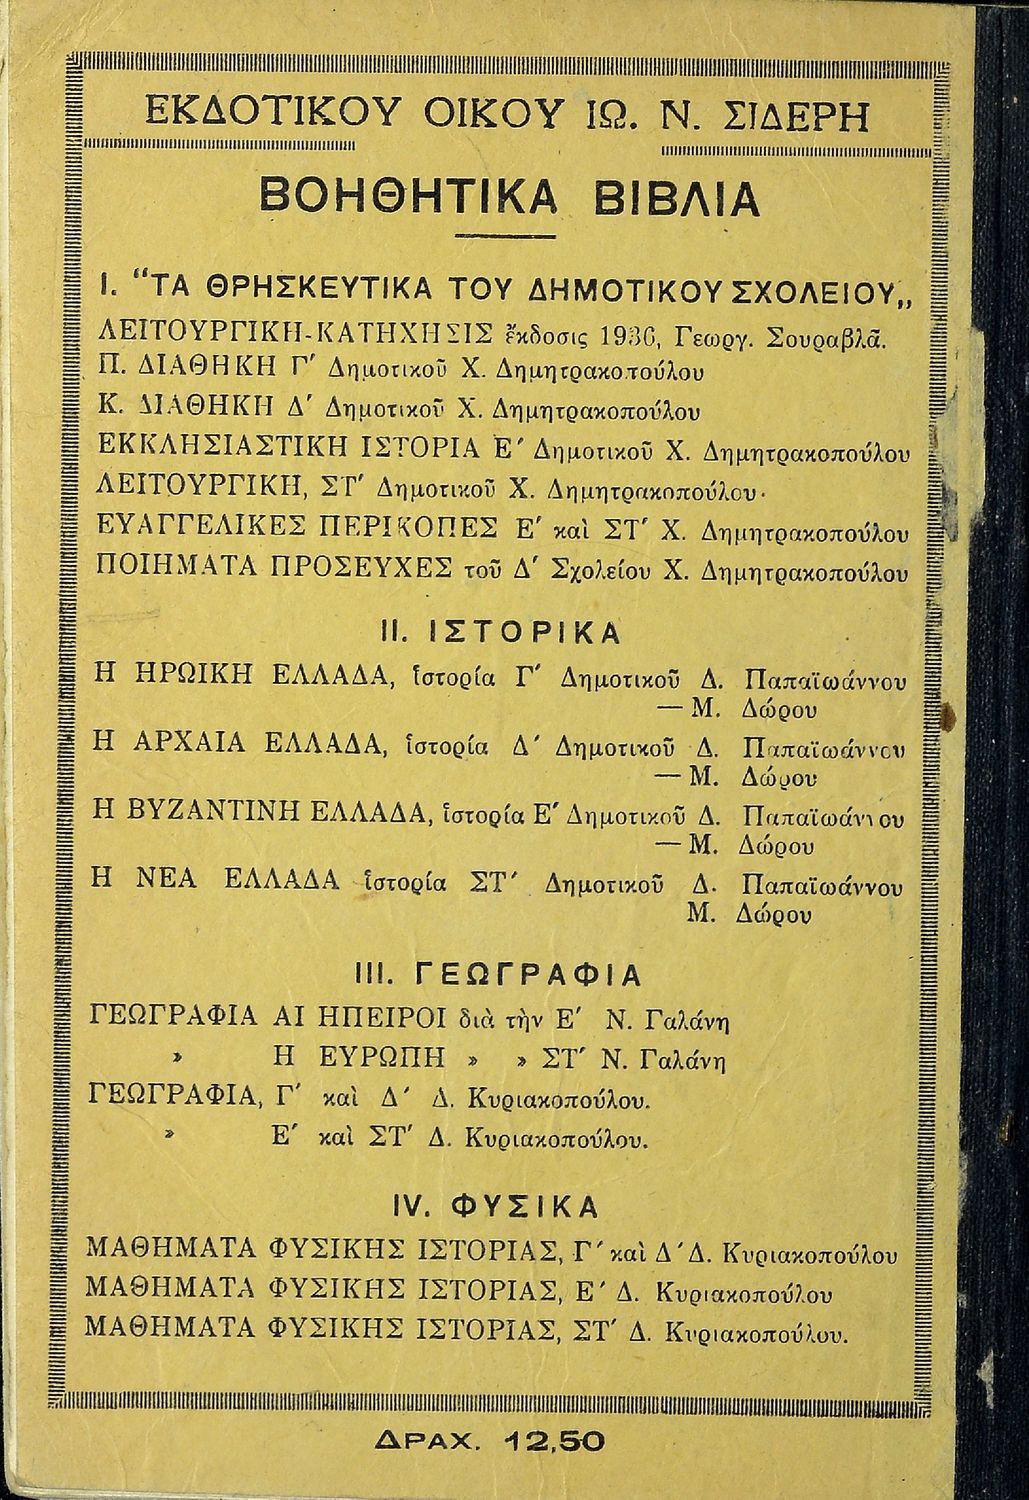 ΕΚΔΟΤΙΚΟΥ ΟΙΚΟΥ ΙΩ. Ν. ΣΙΔΕΡΗ
ΒΟΗΘΗΤΙΚΑ ΒΙΒΛΙΑ
Ι. “ΤΑ ΘΡΗΣΚΕΥΤΙΚΑ ΤΟΥ ΔΗΜΟΤΙΚΟΥ ΣΧΟΛΕΙΟΥ„
ΛΕΙΤΟΥΡΓΙΚΗ-ΚΑΤΗΧΗΣΙΣ ἔκδοσις 1936, Γεωργ. Σουραβλᾶ.
Π. ΔΙΑΘΗΚΗ Γ΄ Δημοτικοῦ Χ. Δημητρακοπούλου
Κ. ΔΙΑΘΗΚΗ Δ΄ Δημοτικοῦ Χ. Δημητρακοπούλου
ΕΚΚΛΗΣΙΑΣΤΙΚΗ ΙΣΤΟΡΙΑ Ε΄ Δημοτικοῦ Χ. Δημητρακοπούλου
ΛΕΙΤΟΥΡΓΙΚΗ, ΣΤ΄ Δημοτικοῦ Χ. Δημητρακοπούλου·
ΕΥΑΓΓΕΛΙΚΕΣ ΠΕΡΙΚΟΠΕΣ Ε΄ καὶ ΣΤ΄ Χ. Δημητρακοπούλου
ΠΟΙΗΜΑΤΑ ΠΡΟΣΕΥΧΕΣ τοῦ Δ΄ Σχολείου Χ. Δημητρακοπούλου
ΙΙ. ΙΣΤΟΡΙΚΑ
Η ΗΡΩΙΚΗ ΕΛΛΑΔΑ, ἱστορία Γ΄ Δημοτικοῦ Δ. Παπαϊωάννου
— Μ. Δώρου
Η ΑΡΧΑΙΑ ΕΛΛΑΔΑ, ἱστορία Δ΄ Δημοτικοῦ Δ. Παπαϊωάννου
— Μ. Δώρου
Η ΒΥΖΑΝΤΙΝΗ ΕΛΛΑΔΑ, ἱστορία Ε΄ Δημοτικοῦ Δ. Παπαϊωάννου
— Μ. Δώρου
Η ΝΕΑ ΕΛΛΑΔΑ ἱστορία ΣΤ΄ Δημοτικοῦ Δ. Παπαϊωάννου
Μ. Δώρου
ΙΙΙ. ΓΕΩΓΡΑΦΙΑ
ΓΕΩΓΡΑΦΙΑ ΑΙ ΗΠΕΙΡΟΙ διὰ τὴν Ε΄ Ν. Γαλάνη
» Η ΕΥΡΩΠΗ » » ΣΤ΄ Ν. Γαλάνη
ΓΕΩΓΡΑΦΙΑ, Γ΄ καὶ Δ΄ Δ. Κυριακοπούλου.
» Ε΄ καὶ ΣΤ΄ Δ. Κυριακοπούλου.
IV. ΦΥΣΙΚΑ
ΜΑΘΗΜΑΤΑ ΦΥΣΙΚΗΣ ΙΣΤΟΡΙΑΣ, Γ΄ καὶ Δ΄ Δ. Κυριακοπούλου
ΜΑΘΗΜΑΤΑ ΦΥΣΙΚΗΣ ΙΣΤΟΡΙΑΣ, Ε΄ Δ. Κυριακοπούλου
ΜΑΘΗΜΑΤΑ ΦΥΣΙΚΗΣ ΙΣΤΟΡΙΑΣ, ΣΤ΄ Δ. Κυριακοπούλου.
ΔΡΑΧ. 12,50